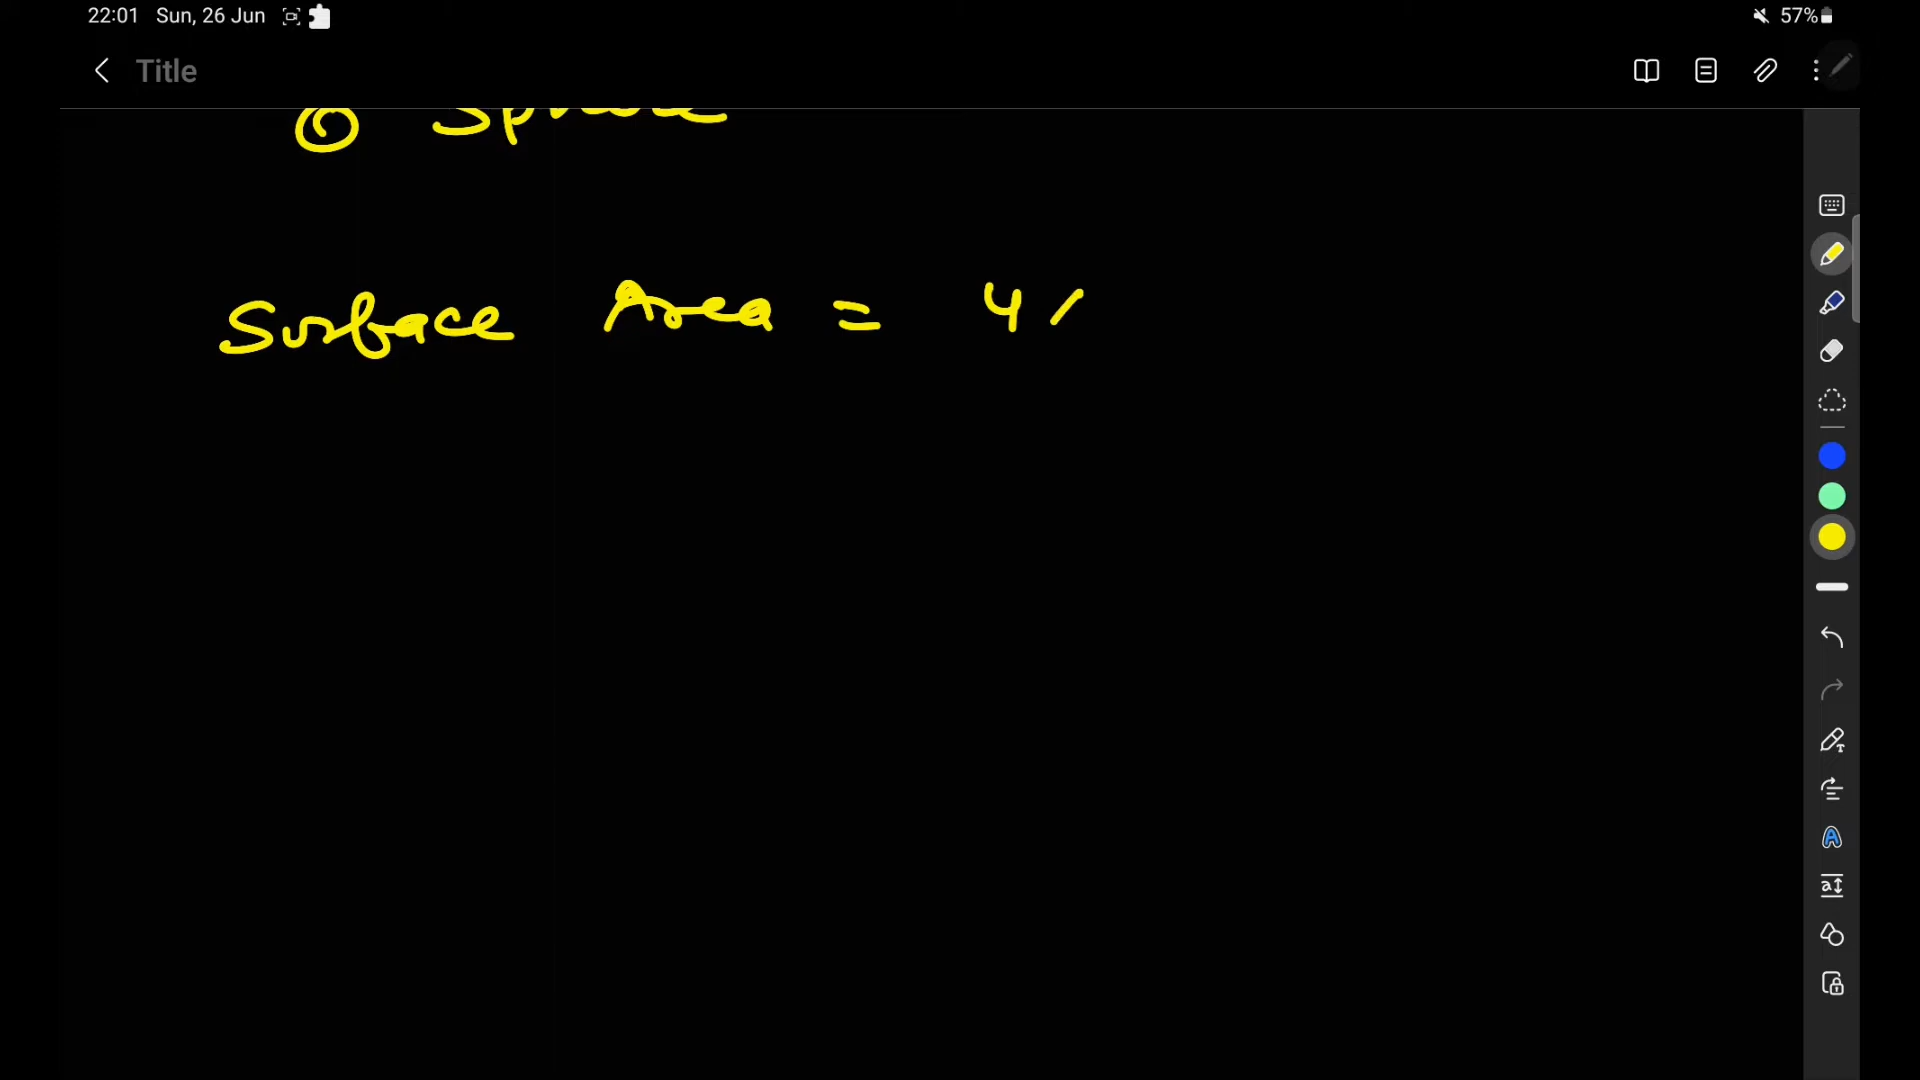 22:01 Sun, 26 Jun 57%
Title
Surface Area = 4 /